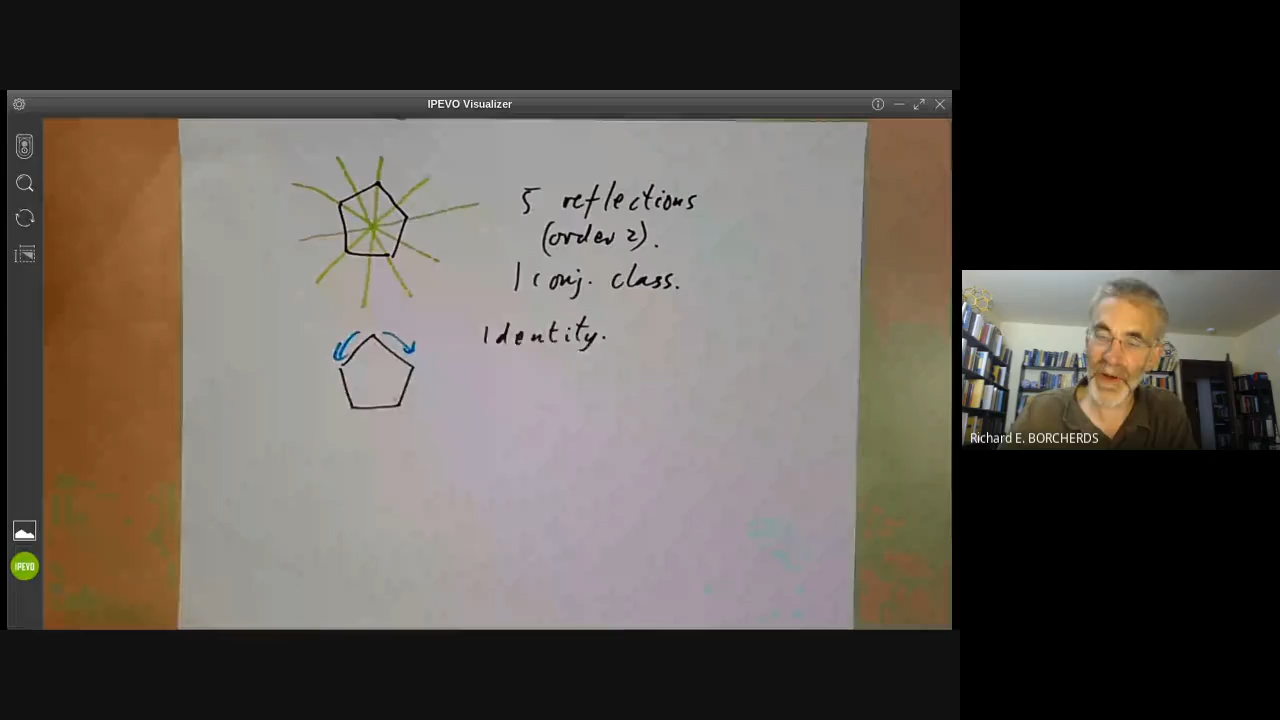 IPEVO Visualizer
5 reflections
(order 2).
1 conj. class.
Identity.
IPEVO
Richard E. BORCHERDS